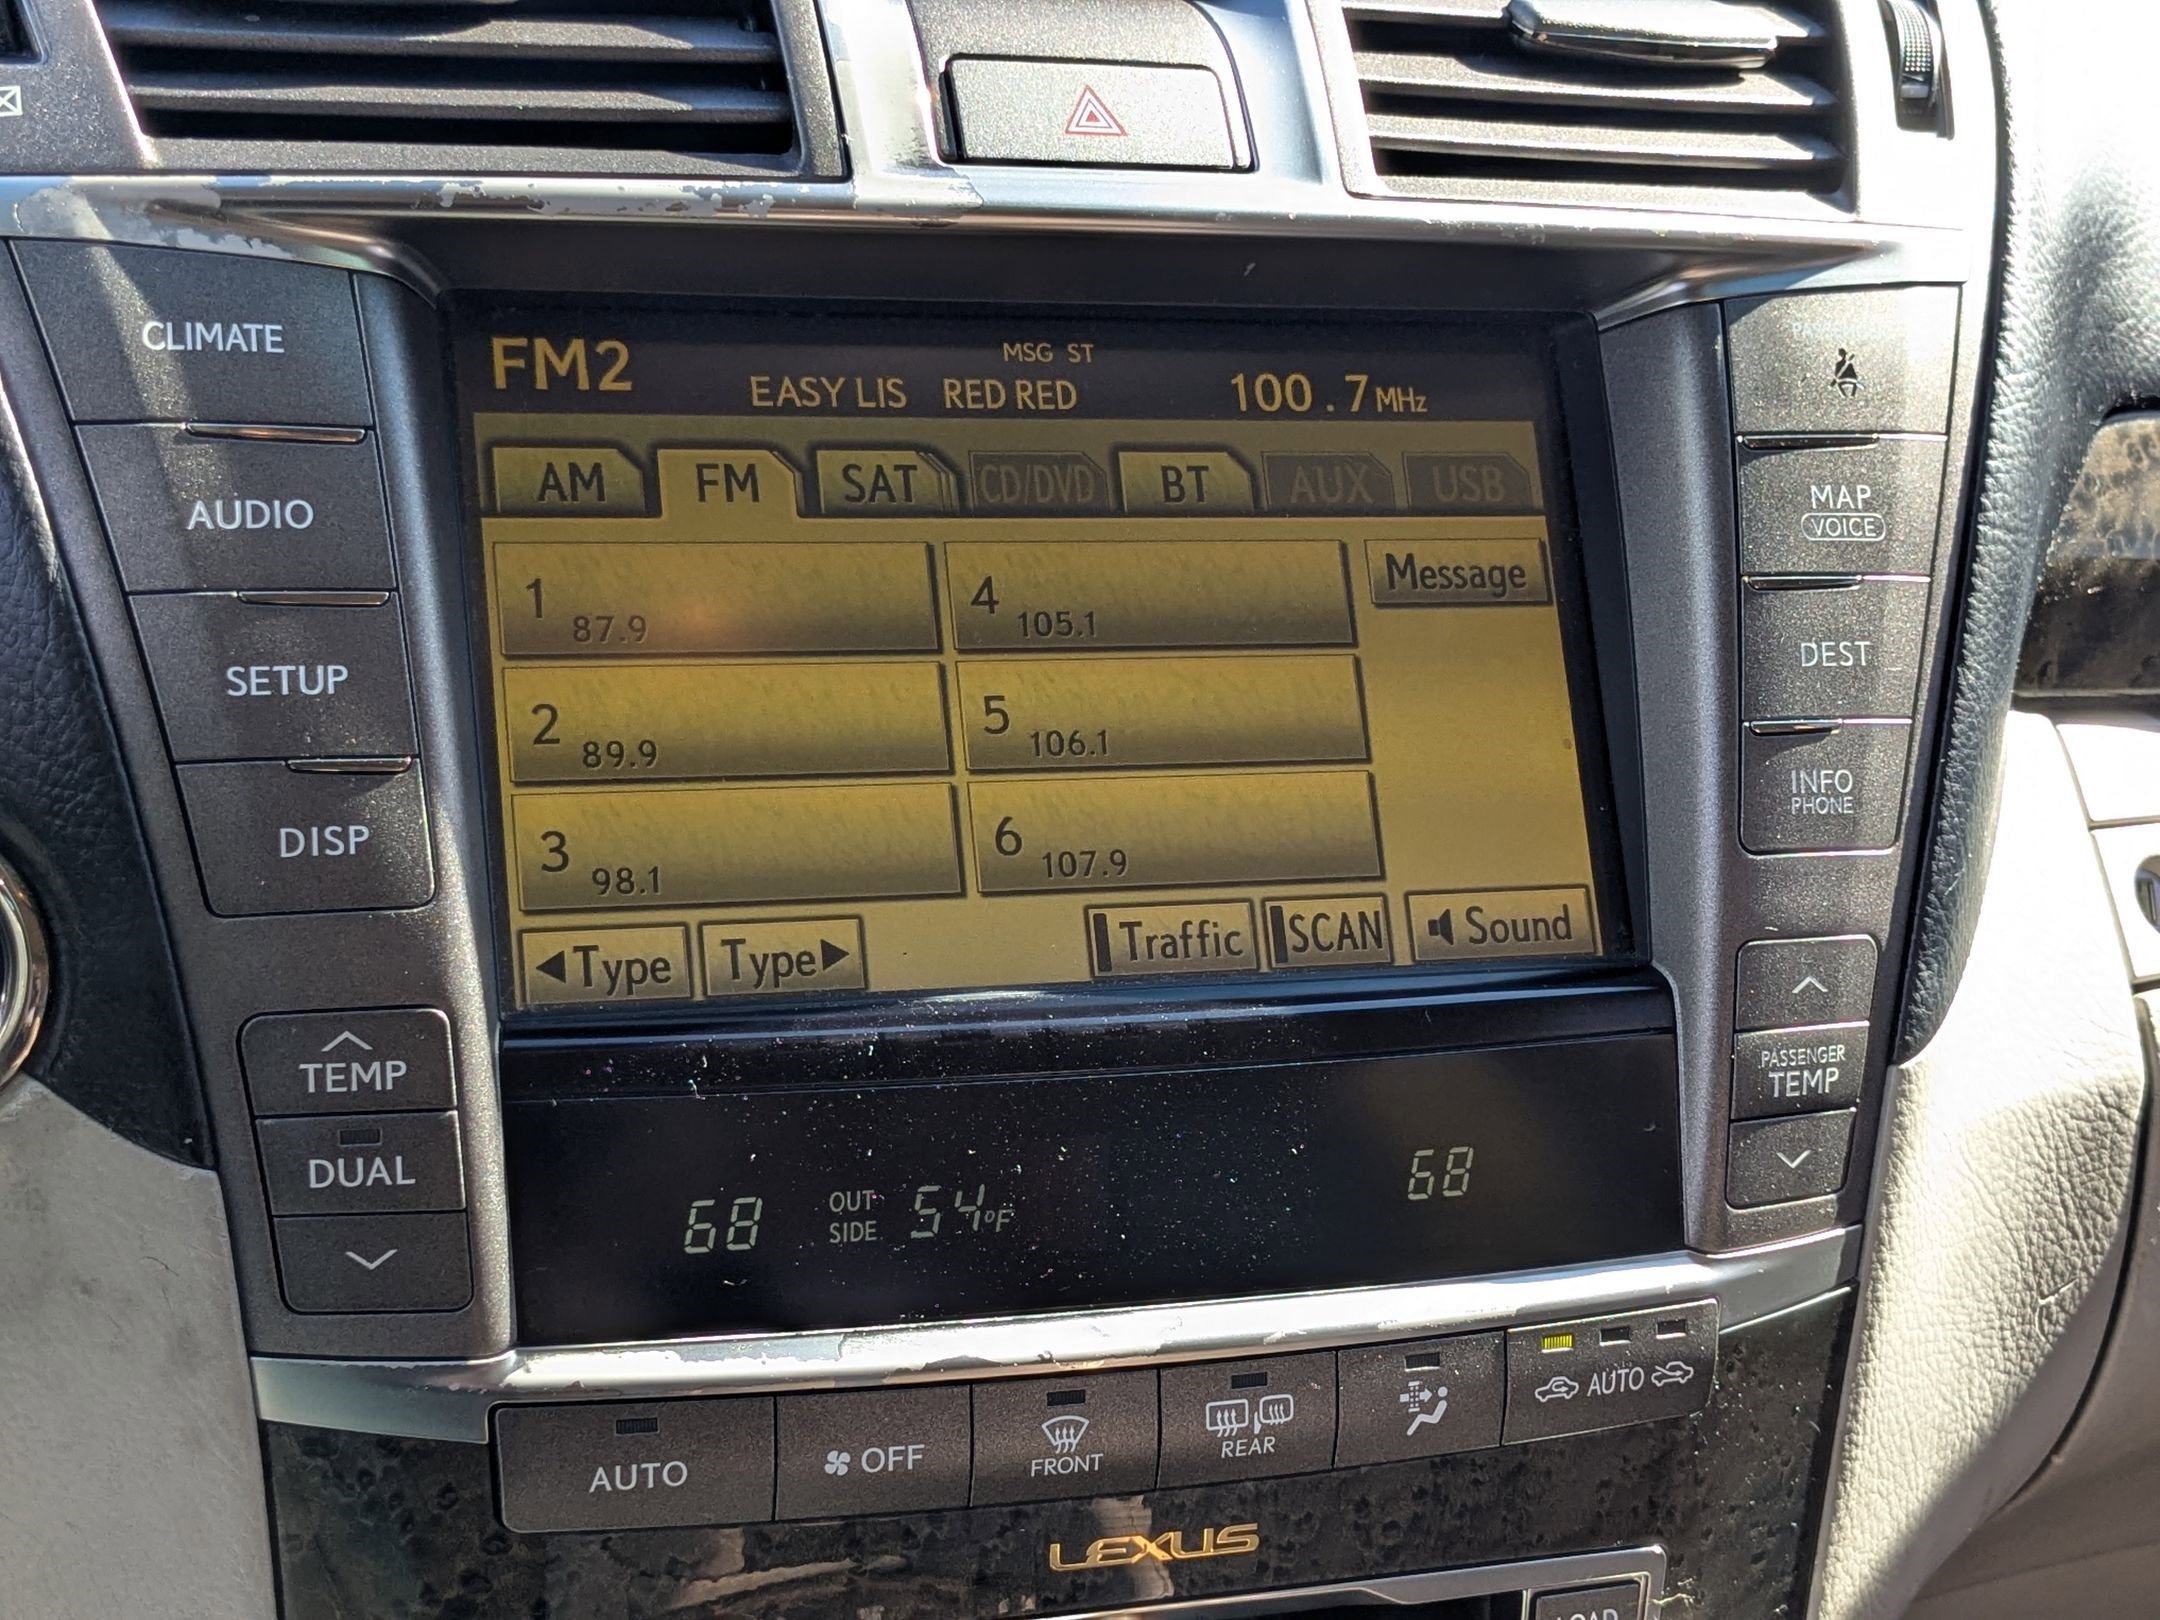 CLIMATE
AUDIO
SETUP
DISP
TEMP
DUAL
FM2
MSG ST
EASY LIS RED RED 100.7 MHz
AM FM SAT CD/DVD BT AUX USB
1 87.9
4 105.1
Message
2 89.9
5 106.1
3 98.1
6 107.9
◀Type Type▶ Traffic SCAN Sound
68 OUT SIDE 54°F 68
MAP
VOICE
DEST
INFO
PHONE
PASSENGER
TEMP
AUTO
OFF
FRONT
REAR
AUTO
LEXUS
LOAD